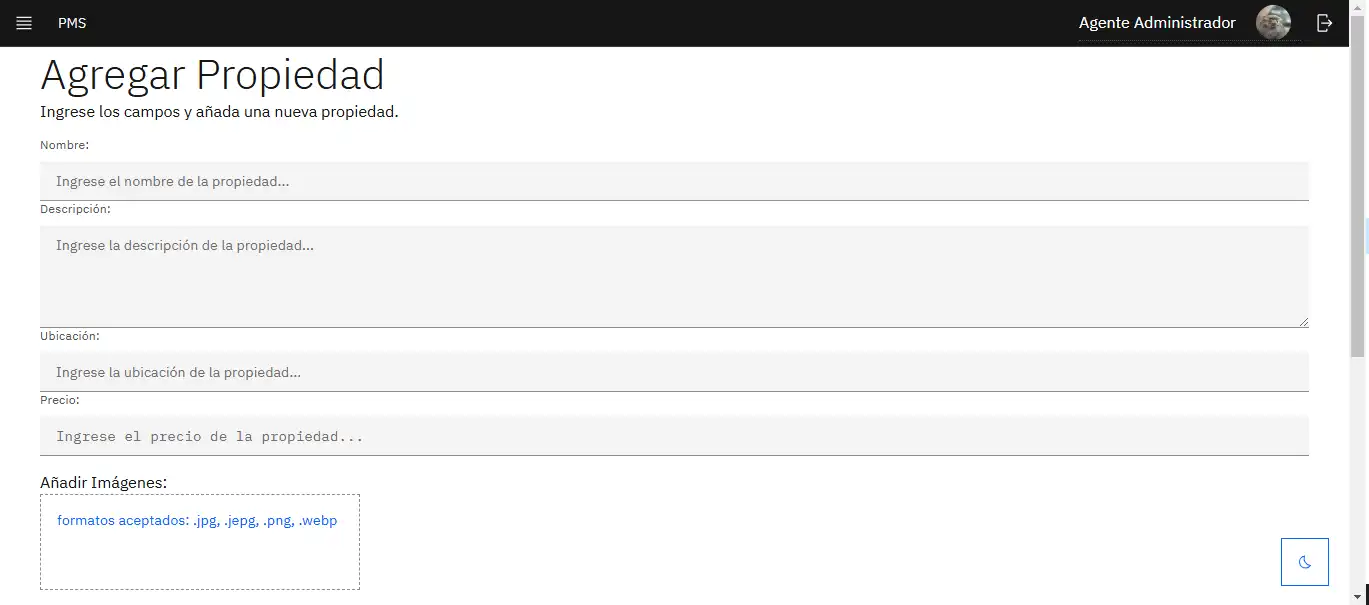 PMS
Agente Administrador
Agregar Propiedad
Ingrese los campos y añada una nueva propiedad.
Nombre:
Ingrese el nombre de la propiedad...
Descripción:
Ingrese la descripción de la propiedad...
Ubicación:
Ingrese la ubicación de la propiedad...
Precio:
Ingrese el precio de la propiedad...
Añadir Imágenes:
formatos aceptados: .jpg, .jepg, .png, .webp